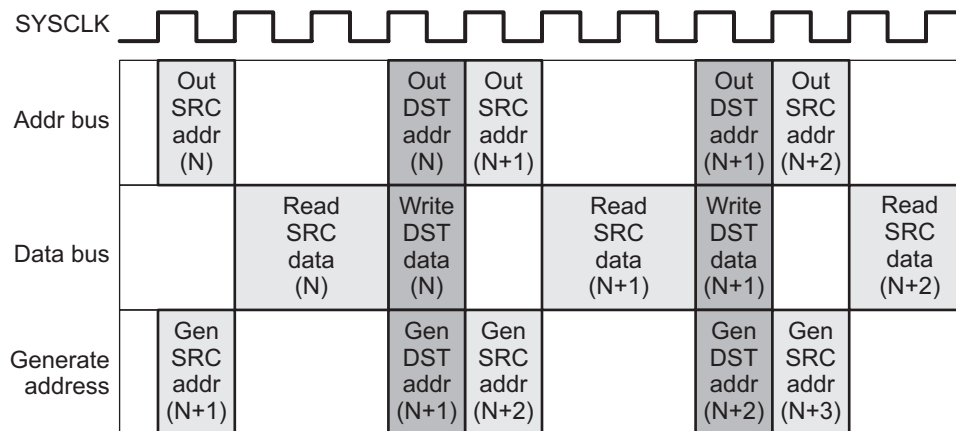 SYSCLK
Addr bus
Out
SRC
addr
(N)
Out
DST
addr
(N)
Out
SRC
addr
(N+1)
Out
DST
addr
(N+1)
Out
SRC
addr
(N+2)
Data bus
Read
SRC
data
(N)
Write
DST
data
(N)
Read
SRC
data
(N+1)
Write
DST
data
(N+1)
Read
SRC
data
(N+2)
Generate
address
Gen
SRC
addr
(N+1)
Gen
DST
addr
(N+1)
Gen
SRC
addr
(N+2)
Gen
DST
addr
(N+2)
Gen
SRC
addr
(N+3)